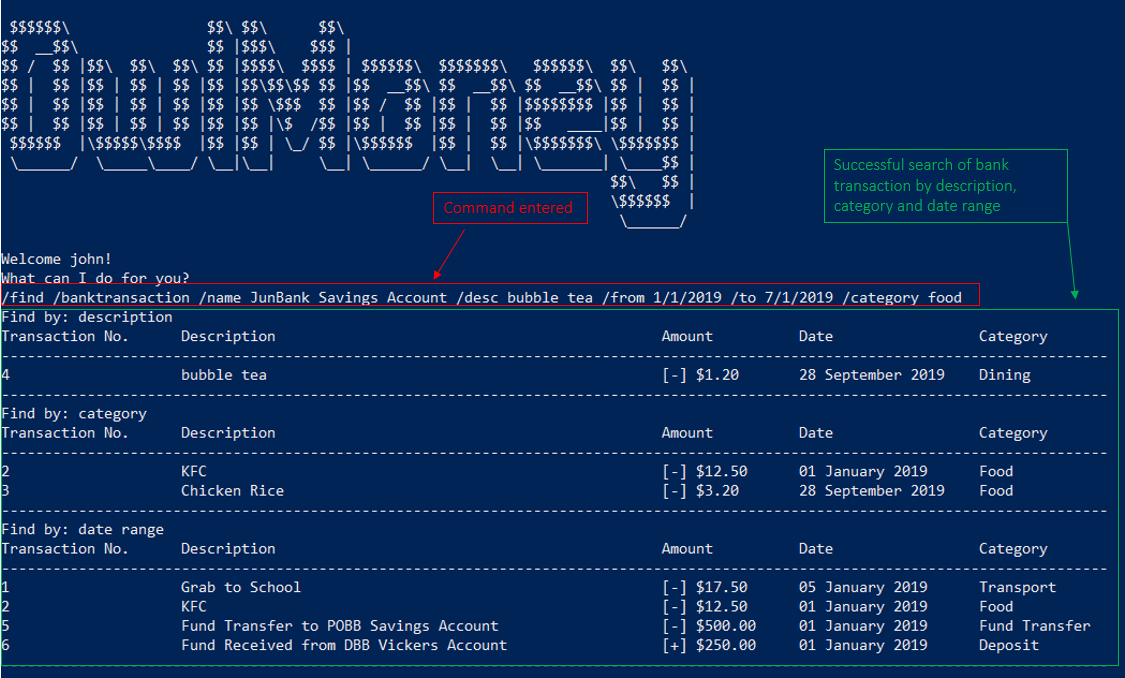 $$$$$$\                $$\ $$\      $$\
$$  __$$\               $$ |$$$\    $$$ |
$$ /  $$ |$$\  $$\  $$\ $$ |$$$$\  $$$$ | $$$$$$\  $$$$$$$\   $$$$$$\  $$\   $$\
$$ |  $$ |$$ | $$ | $$ |$$ |$$\$$\$$ $$ |$$  __$$\ $$  __$$\ $$  __$$\ $$ |  $$ |
$$ |  $$ |$$ | $$ | $$ |$$ |$$ \$$$  $$ |$$ /  $$ |$$ |  $$ |$$$$$$$$ |$$ |  $$ |
$$ |  $$ |$$ | $$ | $$ |$$ |$$ |\$  /$$ |$$ |  $$ |$$ |  $$ |$$   ____|$$ |  $$ |
 $$$$$$  |\$$$$$\$$$$  |$$ |$$ | \_/ $$ |\$$$$$$  |$$ |  $$ |\$$$$$$$\ \$$$$$$$ |
 \______/  \_____\____/ \__|\__|     \__| \______/ \__|  \__| \_______| \____$$ |
                                                                       $$\   $$ |
                                                                       \$$$$$$  |
                                                                        \______/
Successful search of bank
transaction by description,
category and date range
Command entered
Welcome john!
What can I do for you?
/find /banktransaction /name JunBank Savings Account /desc bubble tea /from 1/1/2019 /to 7/1/2019 /category food
Find by: description
Transaction No. Description Amount Date Category
4 bubble tea [-] $1.20 28 September 2019 Dining
Find by: category
Transaction No. Description Amount Date Category
2 KFC [-] $12.50 01 January 2019 Food
3 Chicken Rice [-] $3.20 28 September 2019 Food
Find by: date range
Transaction No. Description Amount Date Category
1 Grab to School [-] $17.50 05 January 2019 Transport
2 KFC [-] $12.50 01 January 2019 Food
5 Fund Transfer to POBB Savings Account [-] $500.00 01 January 2019 Fund Transfer
6 Fund Received from DBB Vickers Account [+] $250.00 01 January 2019 Deposit